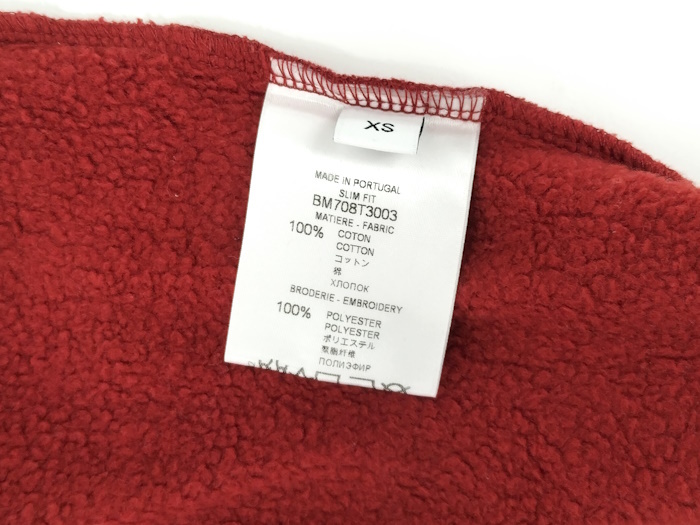 XS
MADE IN PORTUGAL
SLIM FIT
BM708T3003
MATIERE - FABRIC
100% COTON
COTTON
コットン
棉
ХЛОПОК
BRODERIE - EMBROIDERY
100% POLYESTER
POLYESTER
ポリエステル
聚酯纤维
ПОЛИЭФИР